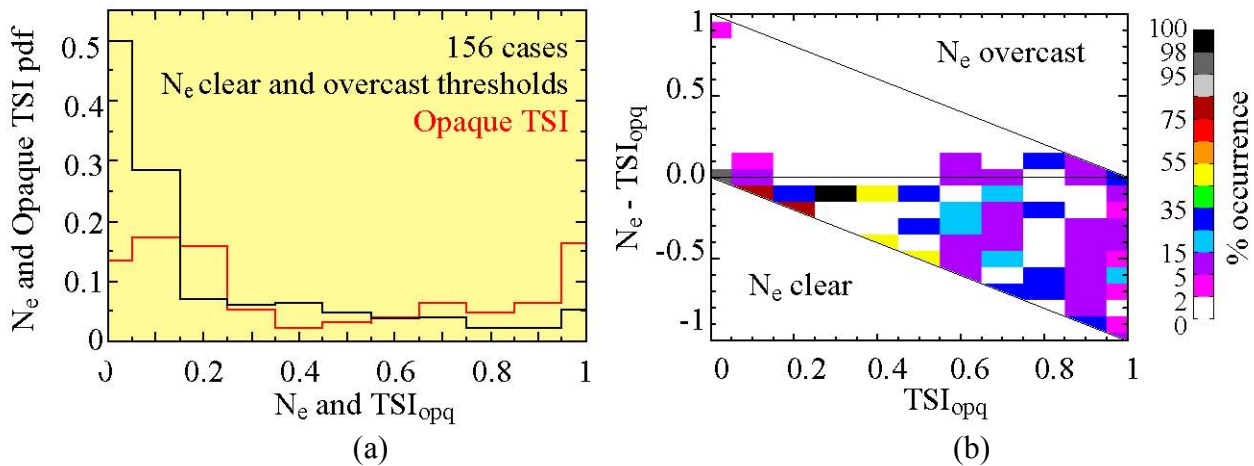 156 cases
Ne clear and overcast thresholds
Opaque TSI
Ne and Opaque TSI pdf
0.5
0.4
0.3
0.2
0.1
0
0.2
0.4
0.6
0.8
1
Ne and TSIopq
(a)
Ne overcast
Ne clear
Ne - TSIopq
1
0.5
0.0
-0.5
-1
0
0.2
0.4
0.6
0.8
1
TSIopq
(b)
100
98
95
75
55
35
15
5
2
0
% occurrence